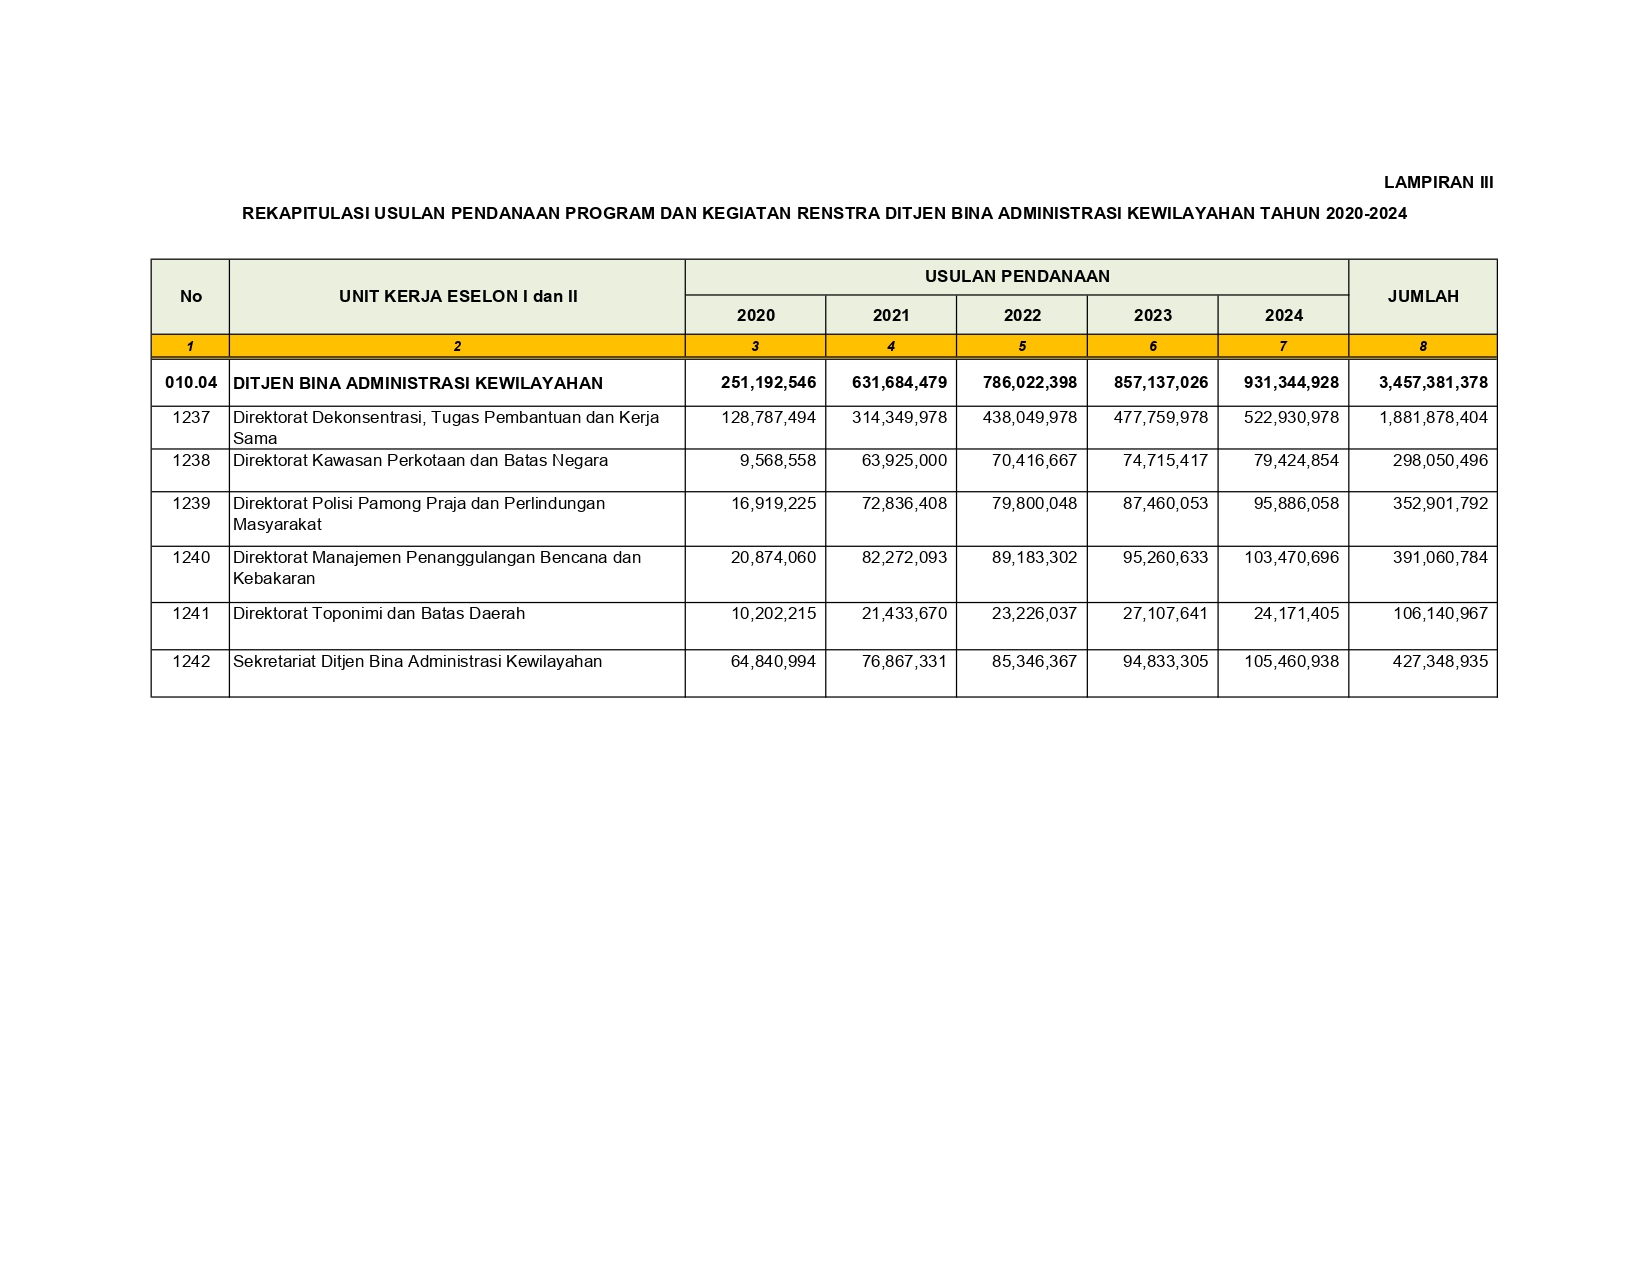 LAMPIRAN III
REKAPITULASI USULAN PENDANAAN PROGRAM DAN KEGIATAN RENSTRA DITJEN BINA ADMINISTRASI KEWILAYAHAN TAHUN 2020-2024
No UNIT KERJA ESELON I dan II USULAN PENDANAAN JUMLAH
2020 2021 2022 2023 2024
1 2 3 4 5 6 7 8
010.04 DITJEN BINA ADMINISTRASI KEWILAYAHAN 251,192,546 631,684,479 786,022,398 857,137,026 931,344,928 3,457,381,378
1237 Direktorat Dekonsentrasi, Tugas Pembantuan dan Kerja 128,787,494 314,349,978 438,049,978 477,759,978 522,930,978 1,881,878,404
Sama
1238 Direktorat Kawasan Perkotaan dan Batas Negara 9,568,558 63,925,000 70,416,667 74,715,417 79,424,854 298,050,496
1239 Direktorat Polisi Pamong Praja dan Perlindungan 16,919,225 72,836,408 79,800,048 87,460,053 95,886,058 352,901,792
Masyarakat
1240 Direktorat Manajemen Penanggulangan Bencana dan 20,874,060 82,272,093 89,183,302 95,260,633 103,470,696 391,060,784
Kebakaran
1241 Direktorat Toponimi dan Batas Daerah 10,202,215 21,433,670 23,226,037 27,107,641 24,171,405 106,140,967
1242 Sekretariat Ditjen Bina Administrasi Kewilayahan 64,840,994 76,867,331 85,346,367 94,833,305 105,460,938 427,348,935